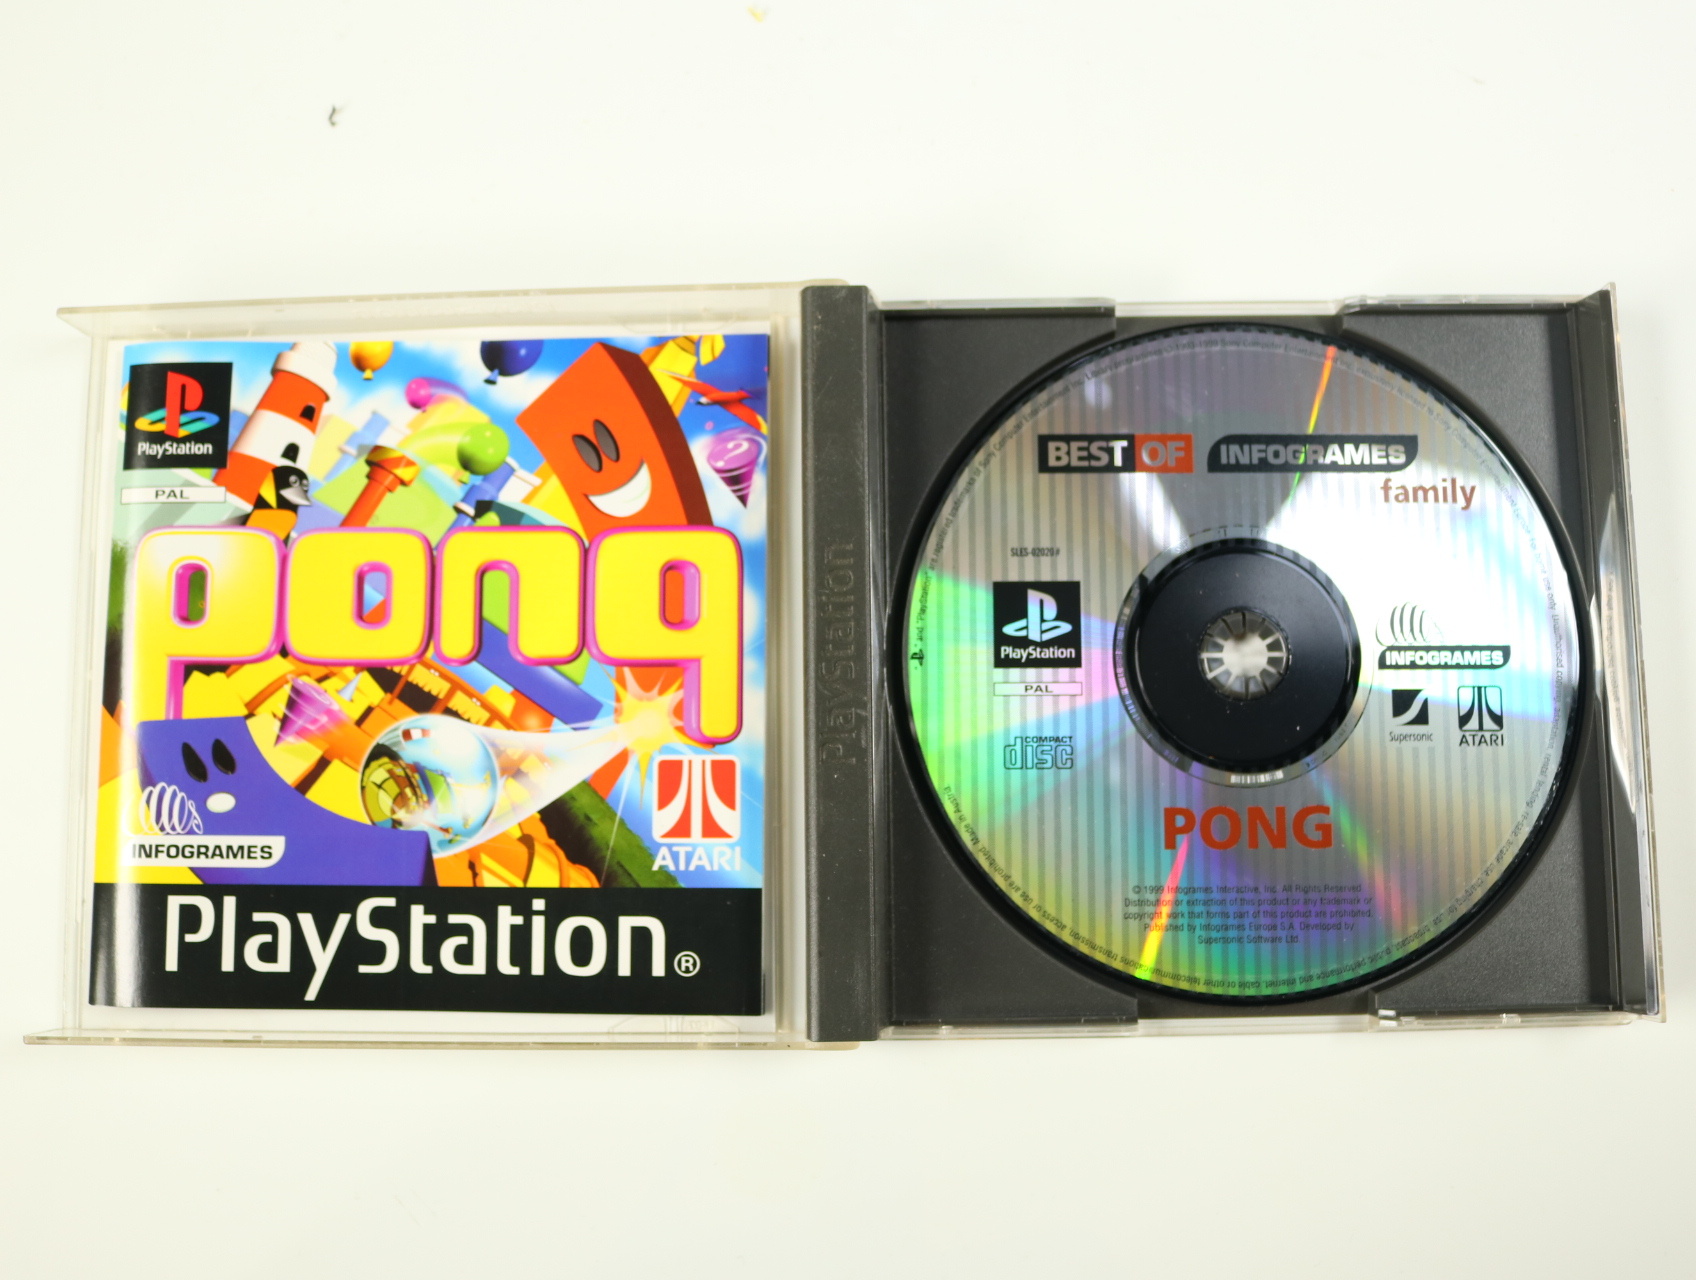 PlayStation
PAL
pong
INFOGRAMES
ATARI
PlayStation®
PlayStation
BEST OF INFOGRAMES
family
SLES-02020#
PlayStation
PAL
COMPACT
disc
INFOGRAMES
Supersonic
ATARI
PONG
© 1999 Infogrames Interactive, Inc. All Rights Reserved.
Distribution or extraction of this product or any trademark or
copyright work that forms part of this product are prohibited.
Published by Infogrames Europe S.A. Developed by
Supersonic Software Ltd.